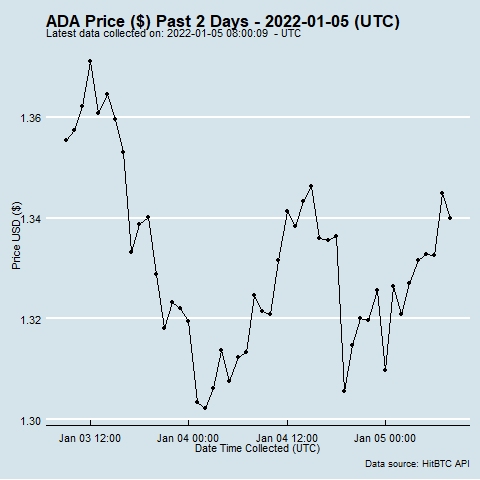 ADA Price ($) Past 2 Days - 2022-01-05 (UTC)
Latest data collected on: 2022-01-05 08:00:09  - UTC
1.36
1.34
1.32
1.30
Price USD ($)
Jan 03 12:00
Jan 04 00:00
Jan 04 12:00
Jan 05 00:00
Date Time Collected (UTC)
Data source: HitBTC API